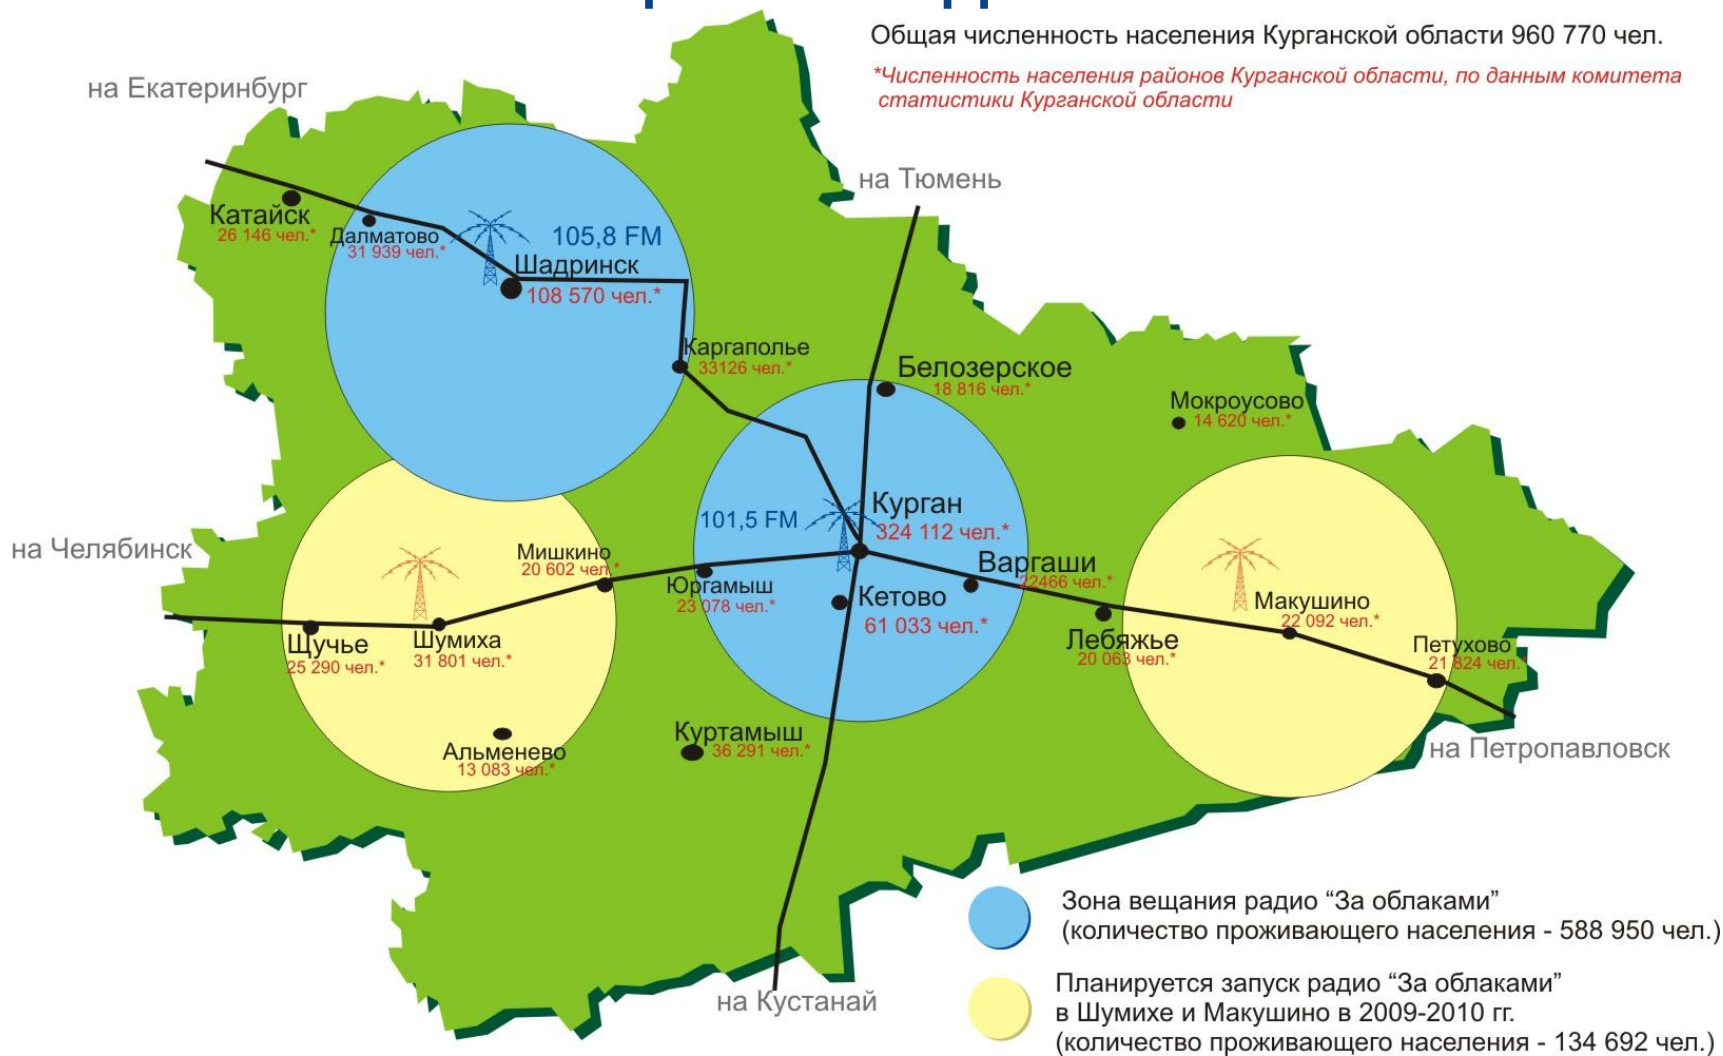 Общая численность населения Курганской области 960 770 чел.
*Численность населения районов Курганской области, по данным комитета
статистики Курганской области
на Екатеринбург
на Тюмень
Катайск
26 146 чел.*
Далматово
31 939 чел.*
105,8 FM
Шадринск
108 570 чел.*
Каргаполье
33126 чел.*
Белозерское
18 816 чел.*
Мокроусово
14 620 чел.*
Курган
324 112 чел.*
101,5 FM
на Челябинск
Мишкино
20 602 чел.*
Юргамыш
23 078 чел.*
Варгаши
22466 чел.*
Кетово
61 033 чел.*
Макушино
22 092 чел.*
Лебяжье
20 063 чел.*
Петухово
21 824 чел.
Щучье
25 290 чел.*
Шумиха
31 801 чел.*
Альменево
13 083 чел.*
Куртамыш
36 291 чел.*
на Петропавловск
на Кустанай
Зона вещания радио “За облаками”
(количество проживающего населения - 588 950 чел.)
Планируется запуск радио “За облаками”
в Шумихе и Макушино в 2009-2010 гг.
(количество проживающего населения - 134 692 чел.)